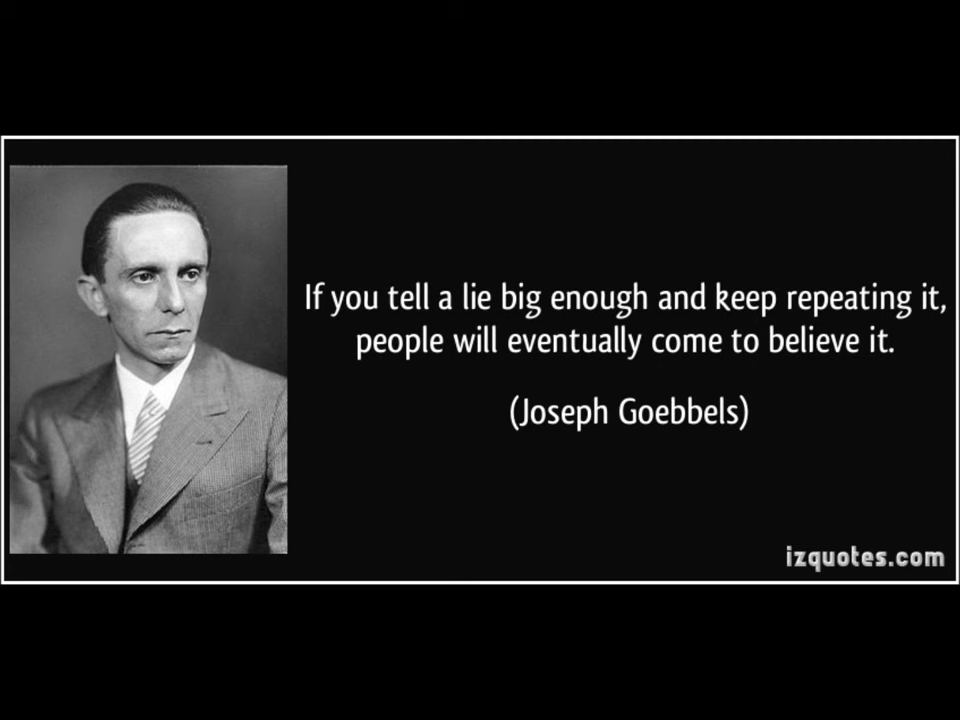 If you tell a lie big enough and keep repeating it,
people will eventually come to believe it.
(Joseph Goebbels)
izquotes.com